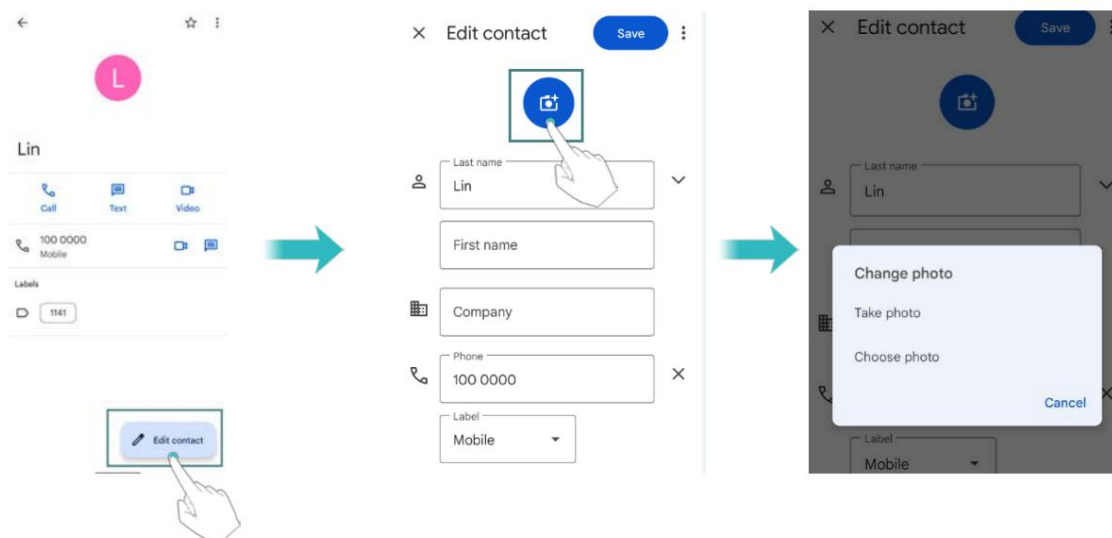 L
Lin
Call Text Video
100 0000
Mobile
Labels
1141
Edit contact
Edit contact Save
Last name
Lin
First name
Company
Phone
100 0000
Label
Mobile
Edit contact Save
Last name
Lin
Change photo
Take photo
Choose photo
Cancel
Label
Mobile